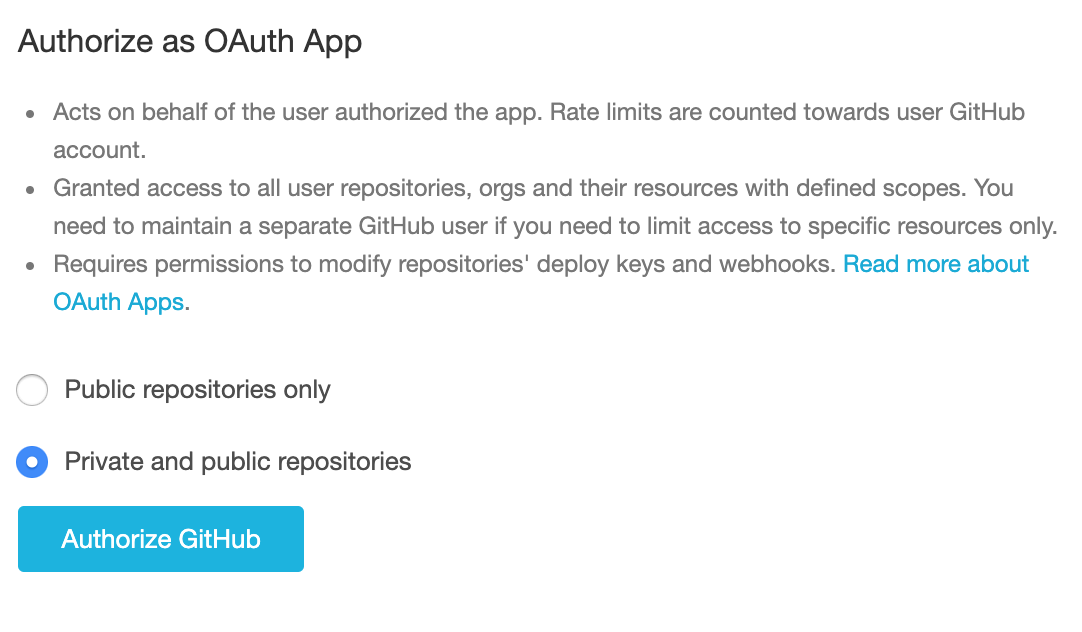 Authorize as OAuth App
• Acts on behalf of the user authorized the app. Rate limits are counted towards user GitHub
account.
• Granted access to all user repositories, orgs and their resources with defined scopes. You
need to maintain a separate GitHub user if you need to limit access to specific resources only.
• Requires permissions to modify repositories' deploy keys and webhooks. Read more about
OAuth Apps.
Public repositories only
Private and public repositories
Authorize GitHub